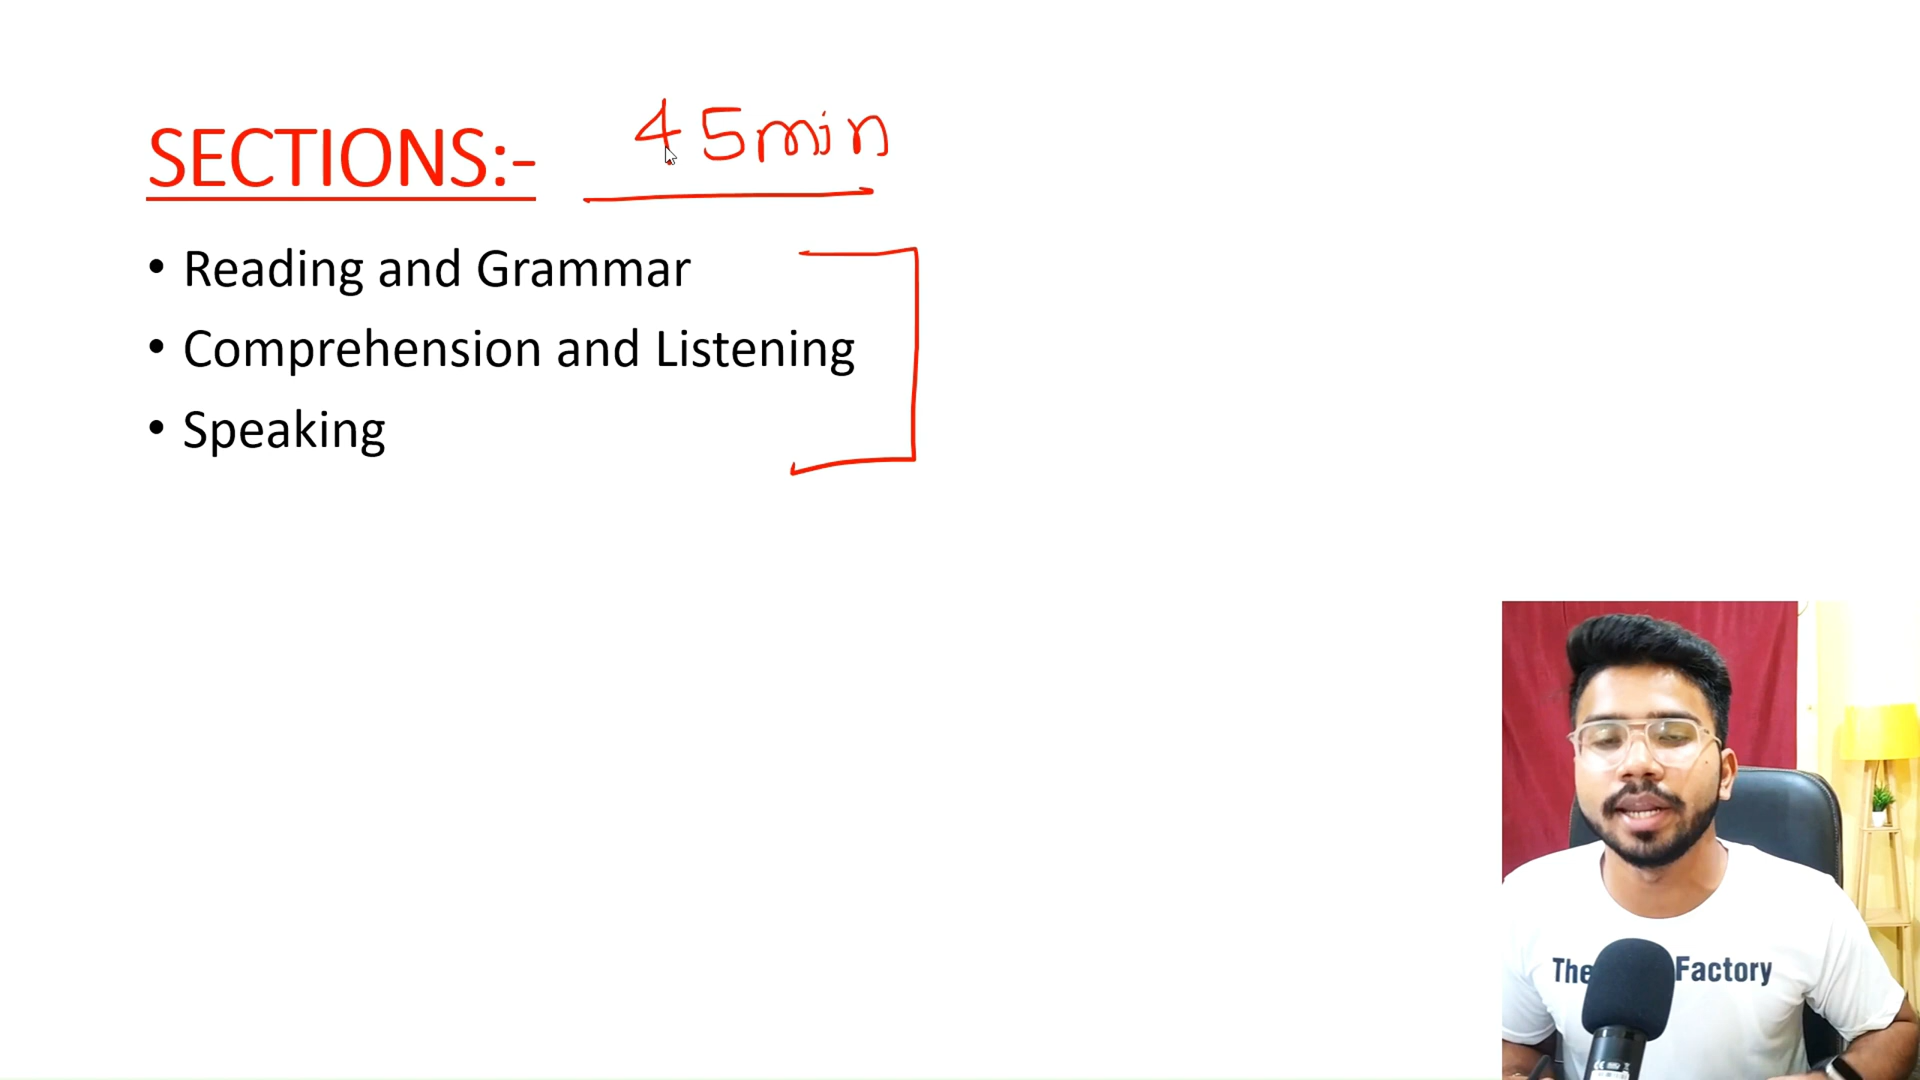 SECTIONS:-
45min
• Reading and Grammar
• Comprehension and Listening
• Speaking
The Factory